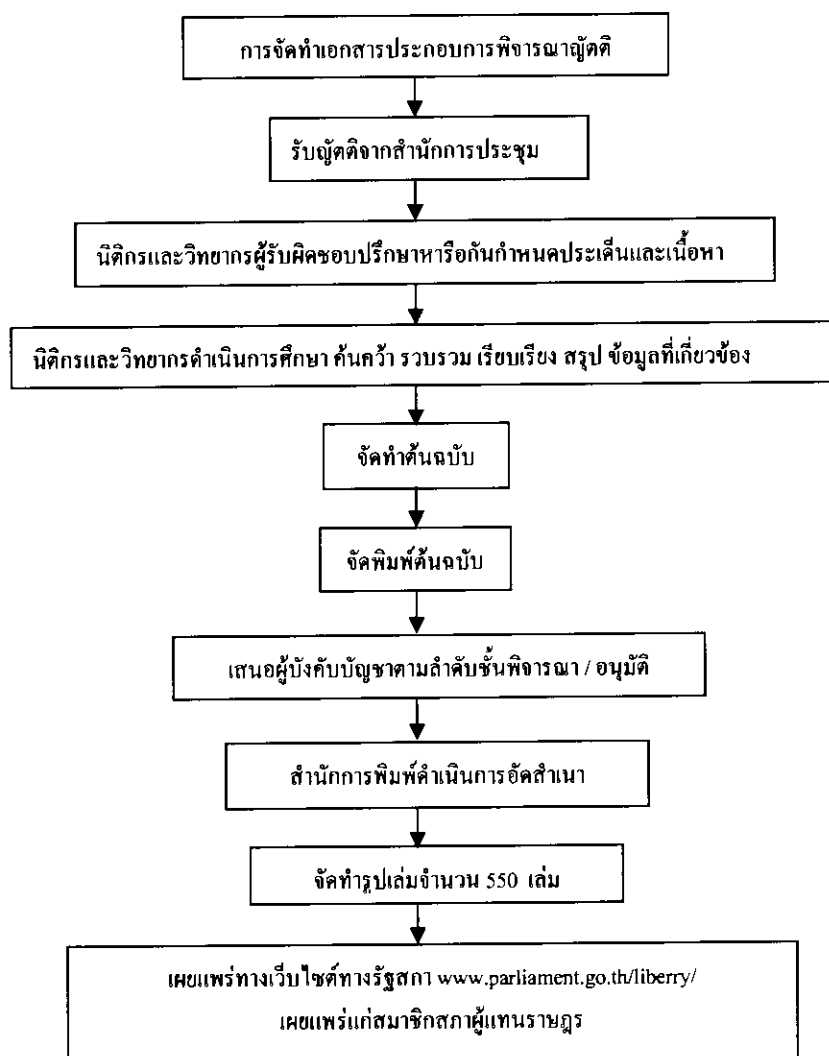 การจัดทำเอกสารประกอบการพิจารณาญัตติ
รับญัตติจากสำนักการประชุม
นิติกรและวิทยากรผู้รับผิดชอบปรึกษาหารือกันกำหนดประเด็นและเนื้อหา
นิติกรและวิทยากรดำเนินการศึกษา ค้นคว้า รวบรวม เรียบเรียง สรุป ข้อมูลที่เกี่ยวข้อง
จัดทำต้นฉบับ
จัดพิมพ์ต้นฉบับ
เสนอผู้บังคับบัญชาตามลำดับชั้นพิจารณา / อนุมัติ
สำนักการพิมพ์ดำเนินการอัดสำเนา
จัดทำรูปเล่มจำนวน 550 เล่ม
เผยแพร่ทางเว็บไซต์ทางรัฐสภา www.parliament.go.th/liberry/
เผยแพร่แก่สมาชิกสภาผู้แทนราษฎร